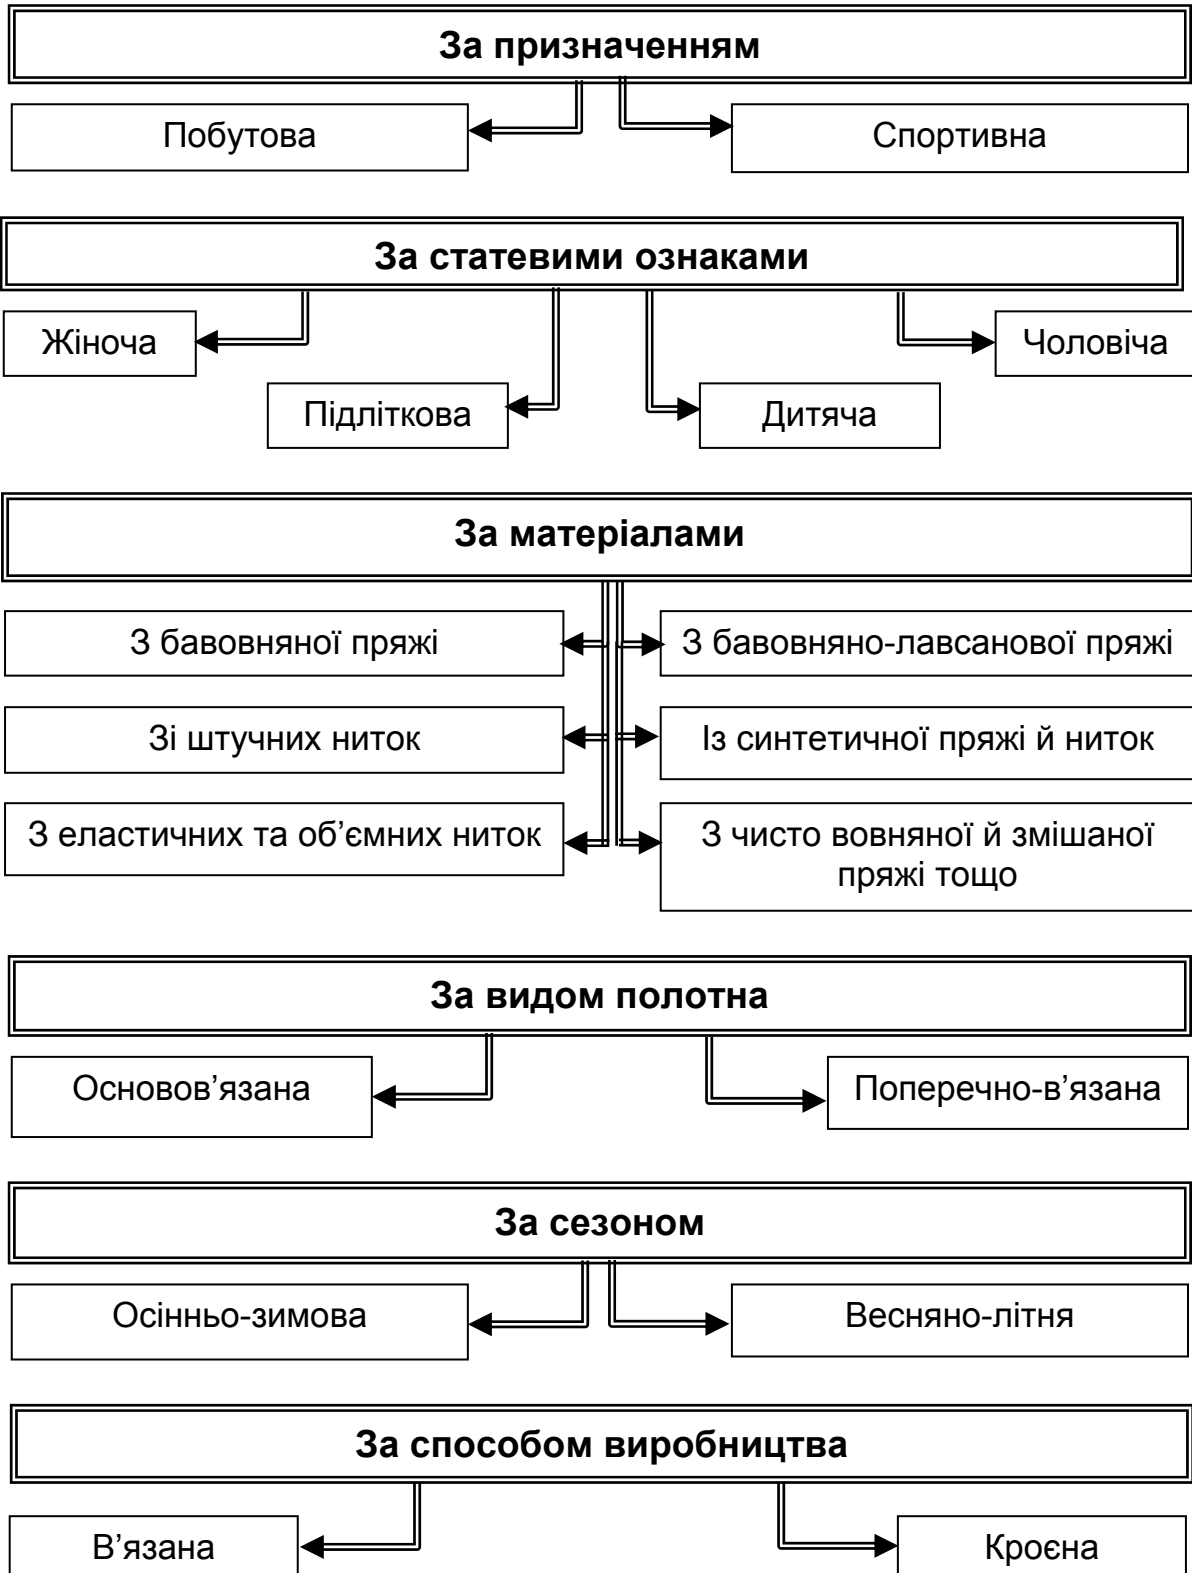 За призначенням
Побутова
Спортивна
За статевими ознаками
Жіноча
Чоловіча
Підліткова
Дитяча
За матеріалами
З бавовняної пряжі
З бавовняно-лавсанової пряжі
Зі штучних ниток
Із синтетичної пряжі й ниток
З еластичних та об’ємних ниток
З чисто вовняної й змішаної
пряжі тощо
За видом полотна
Основов’язана
Поперечно-в’язана
За сезоном
Осінньо-зимова
Весняно-літня
За способом виробництва
В’язана
Кроєна